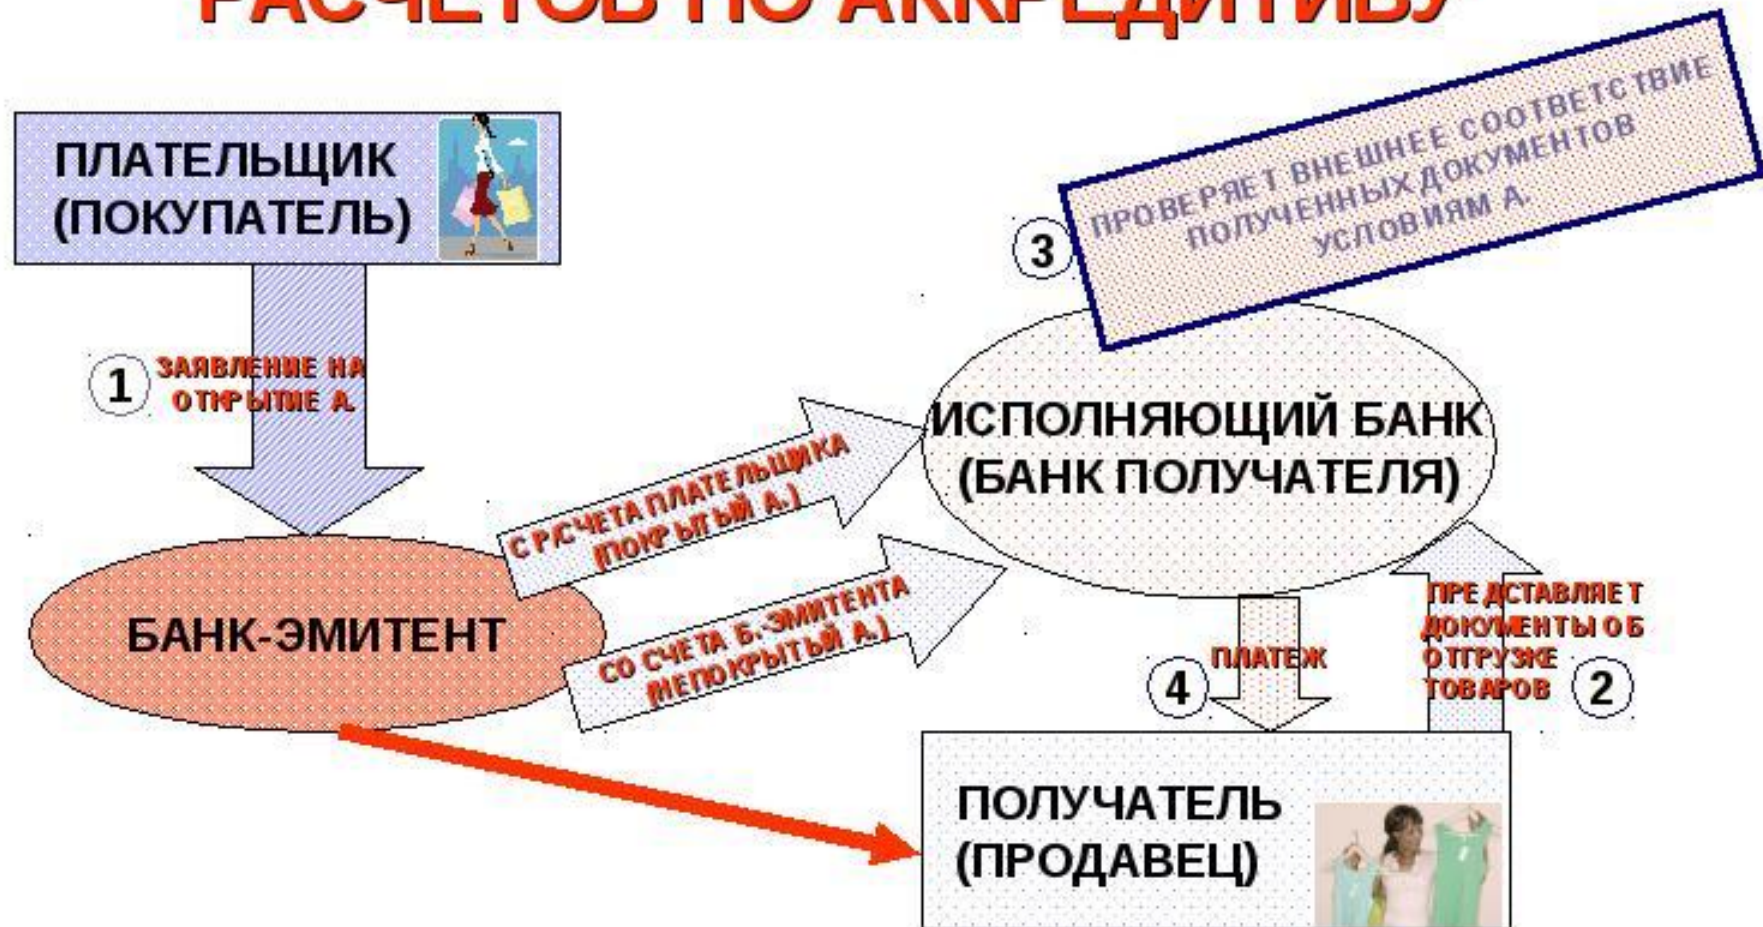 РАСЧЕТОВ ПО АККРЕДИТИВУ
ПЛАТЕЛЬЩИК
(ПОКУПАТЕЛЬ)
ПРОВЕРЯЕТ ВНЕШНЕЕ СООТВЕТСТВИЕ
ПОЛУЧЕННЫХ ДОКУМЕНТОВ
УСЛОВИЯМ А.
3
1
ЗАЯВЛЕНИЕ НА
ОТКРЫТИЕ А.
ИСПОЛНЯЮЩИЙ БАНК
(БАНК ПОЛУЧАТЕЛЯ)
С Р/СЧЕТА ПЛАТЕЛЬЩИКА
(ПОКРЫТЫЙ А.)
БАНК-ЭМИТЕНТ
СО СЧЕТА Б.-ЭМИТЕНТА
(НЕПОКРЫТЫЙ А.)
4
ПЛАТЕЖ
ПРЕДСТАВЛЯЕТ
ДОКУМЕНТЫ ОБ
ОТГРУЗКЕ
ТОВАРОВ
2
ПОЛУЧАТЕЛЬ
(ПРОДАВЕЦ)